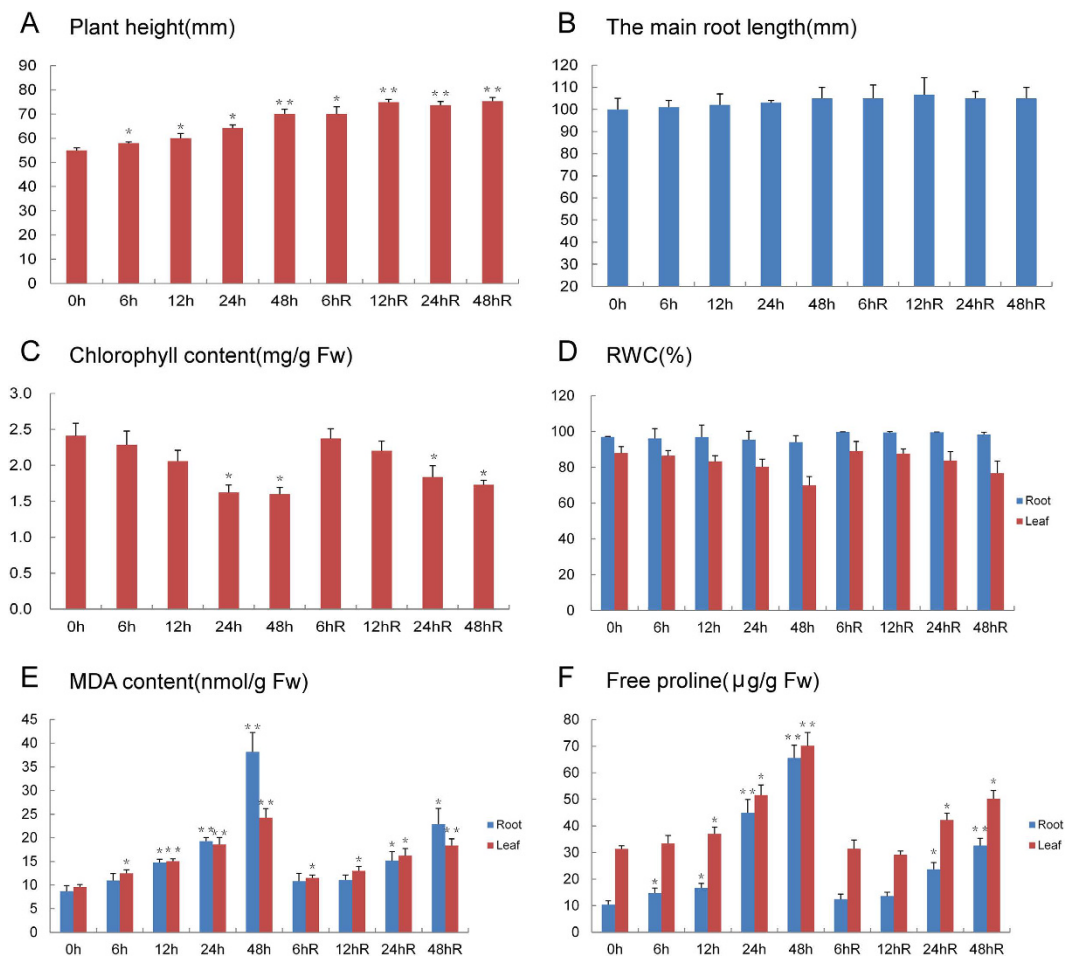 A Plant height(mm)
90
80
70
60
50
40
30
20
10
0
* * * ** * ** ** **
0h 6h 12h 24h 48h 6hR 12hR 24hR 48hR
B The main root length(mm)
120
110
100
90
80
70
60
50
40
30
20
0h 6h 12h 24h 48h 6hR 12hR 24hR 48hR
C Chlorophyll content(mg/g Fw)
3.0
2.5
2.0
1.5
1.0
0.5
0.0
* * * *
0h 6h 12h 24h 48h 6hR 12hR 24hR 48hR
D RWC(%)
120
100
80
60
40
20
0
0h 6h 12h 24h 48h 6hR 12hR 24hR 48hR
Root
Leaf
E MDA content(nmol/g Fw)
45
40
35
30
25
20
15
10
5
0
* ** ** ** ** ** ** * * * * * **
0h 6h 12h 24h 48h 6hR 12hR 24hR 48hR
Root
Leaf
F Free proline(μg/g Fw)
80
70
60
50
40
30
20
10
0
* * * ** * ** ** * * ** *
0h 6h 12h 24h 48h 6hR 12hR 24hR 48hR
Root
Leaf